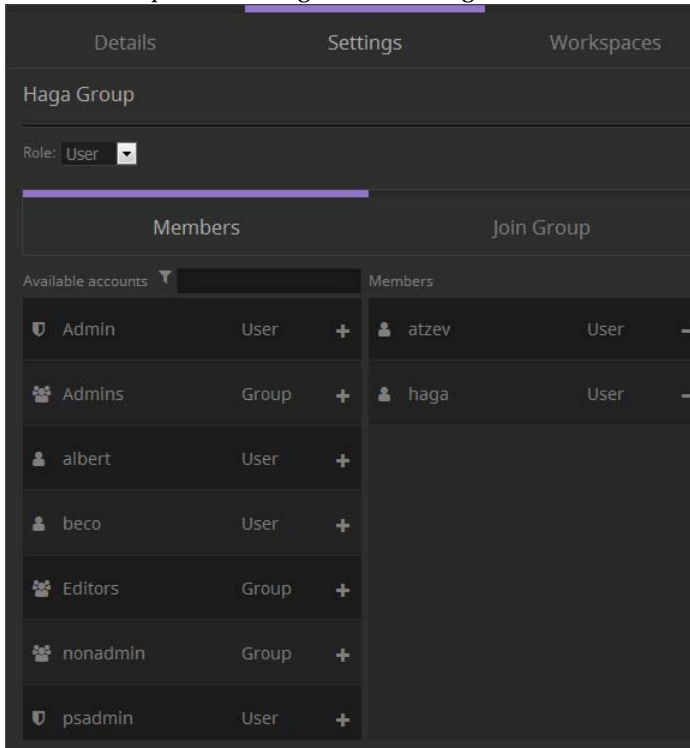 Details Settings Workspaces
Haga Group
Role: User
Members Join Group
Available accounts Members
Admin User + atzev User -
Admins Group + haga User -
albert User +
beco User +
Editors Group +
nonadmin Group +
psadmin User +